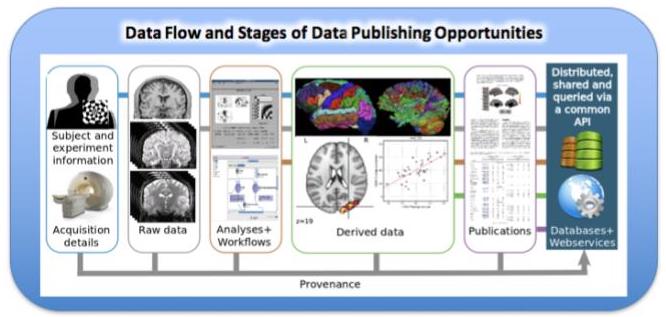 Data Flow and Stages of Data Publishing Opportunities
Subject and
experiment
information
Acquisition
details
Raw data
Analyses+
Workflows
L
R
z=19
Derived data
Publications
Distributed,
shared and
queried via
a common
API
Databases+
Webservices
Provenance